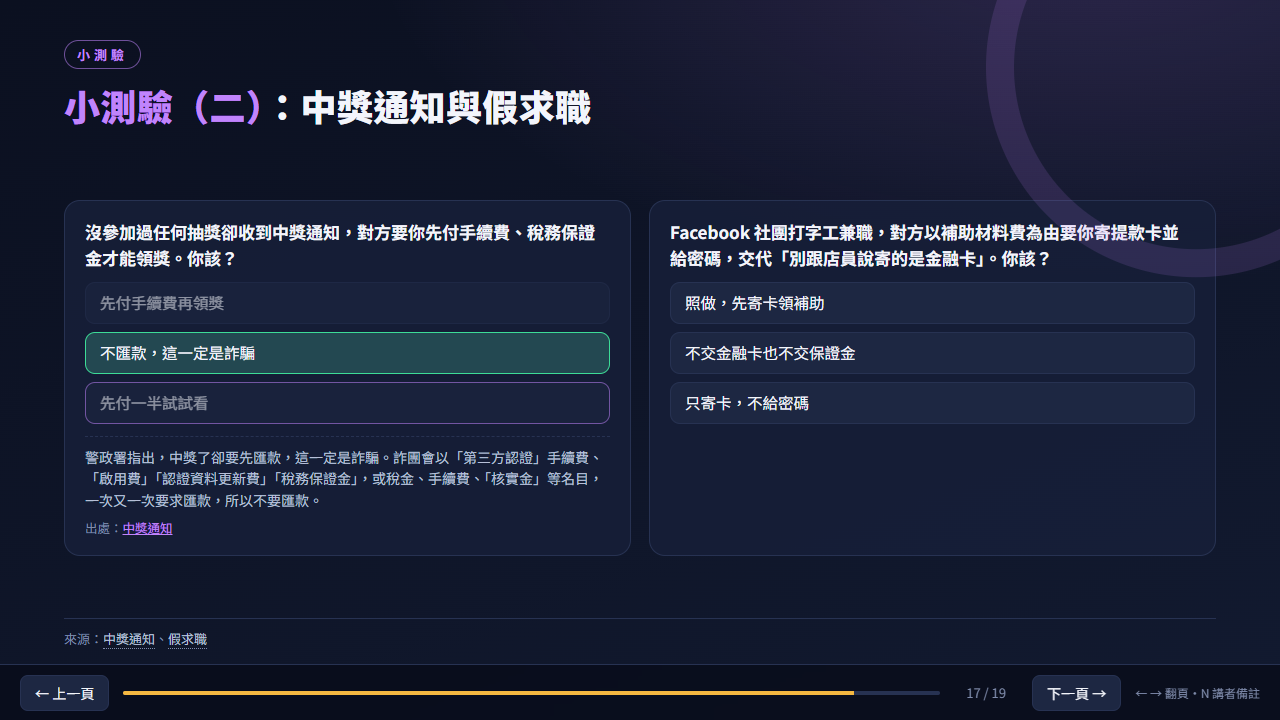 小測驗
小測驗（二）：中獎通知與假求職
沒參加過任何抽獎卻收到中獎通知，對方要你先付手續費、稅務保證
金才能領獎。你該？
先付手續費再領獎
不匯款，這一定是詐騙
先付一半試試看
警政署指出，中獎了卻要先匯款，這一定是詐騙。詐團會以「第三方認證」手續費、
「啟用費」「認證資料更新費」「稅務保證金」，或稅金、手續費、「核實金」等名目，
一次又一次要求匯款，所以不要匯款。
出處：中獎通知
Facebook 社團打字工兼職，對方以補助材料費為由要你寄提款卡並
給密碼，交代「別跟店員說寄的是金融卡」。你該？
照做，先寄卡領補助
不交金融卡也不交保證金
只寄卡，不給密碼
來源：中獎通知、假求職
← 上一頁
17 / 19
下一頁 →
← → 翻頁・N 講者備註